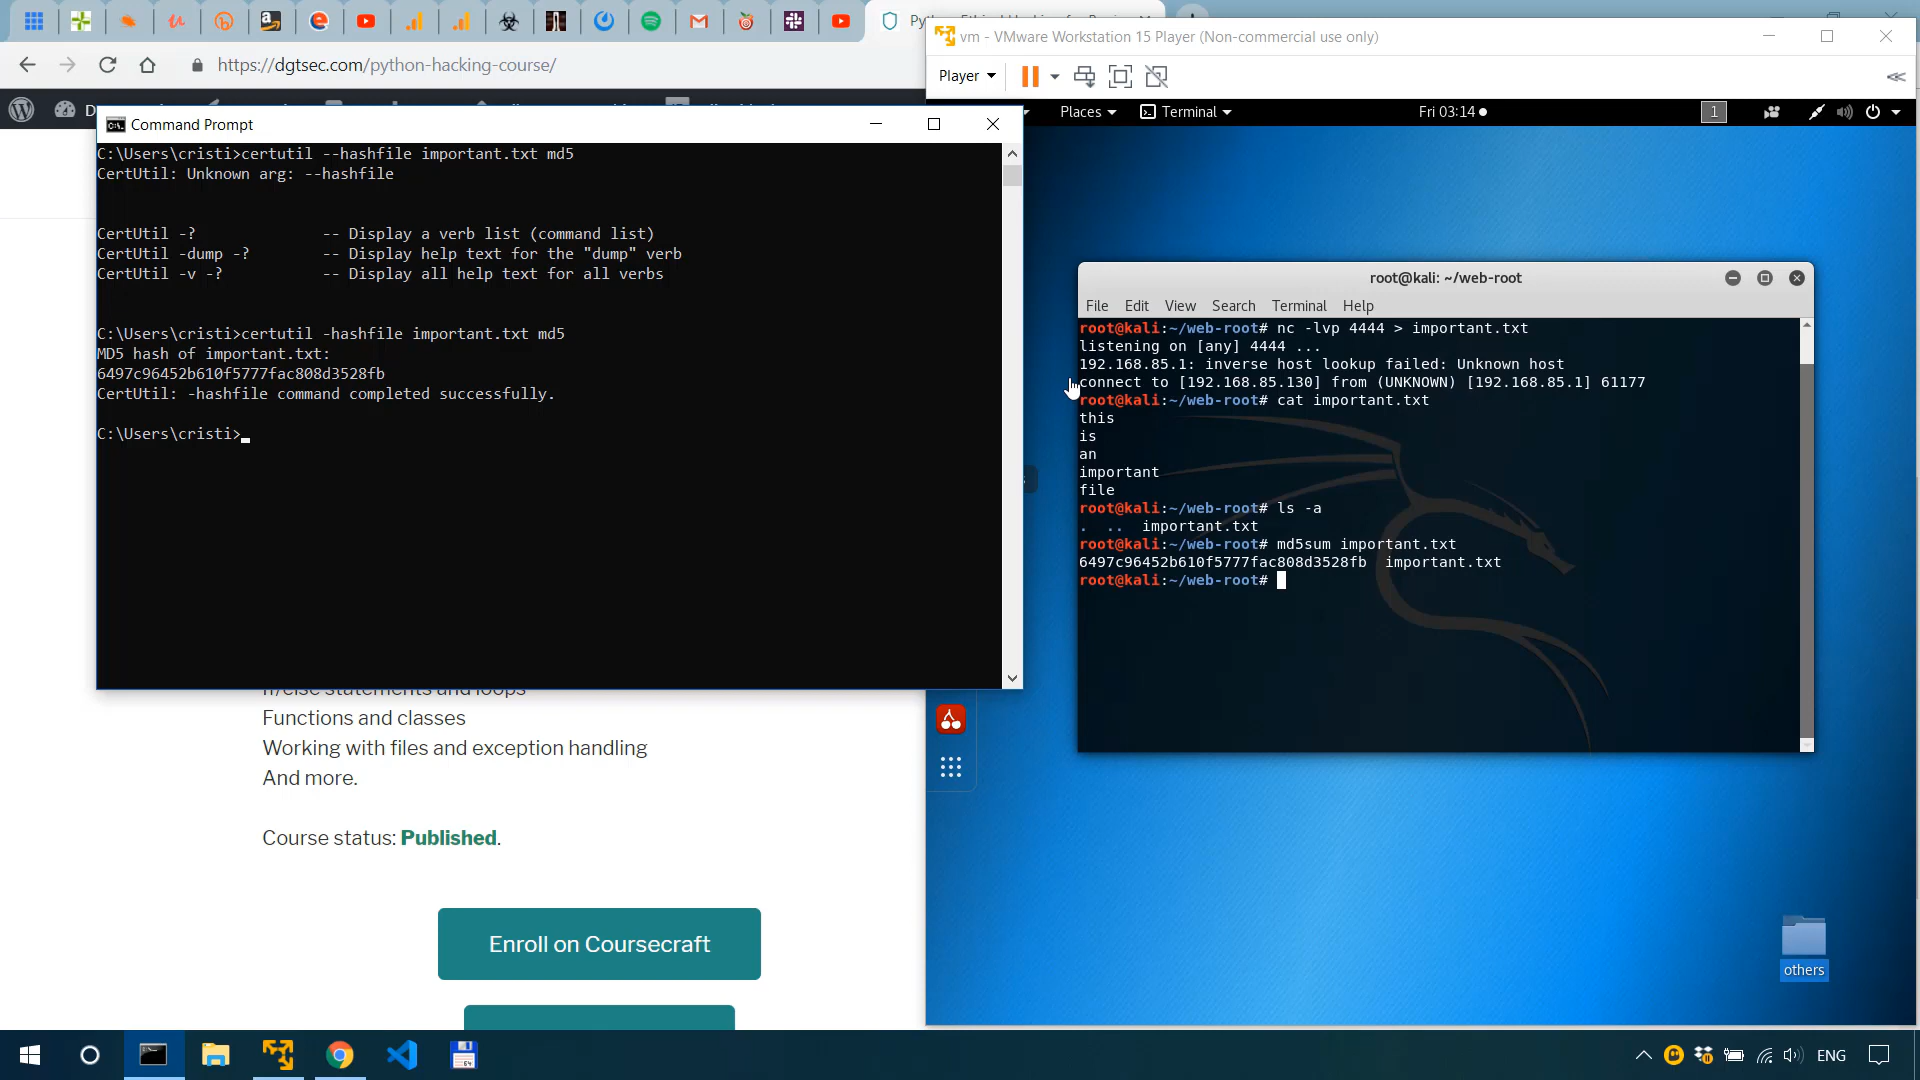 https://dgtsec.com/python-hacking-course/
Command Prompt
C:\Users\cristi>certutil --hashfile important.txt md5
CertUtil: Unknown arg: --hashfile
CertUtil -?              -- Display a verb list (command list)
CertUtil -dump -?        -- Display help text for the "dump" verb
CertUtil -v -?           -- Display all help text for all verbs
C:\Users\cristi>certutil -hashfile important.txt md5
MD5 hash of important.txt:
6497c96452b610f5777fac808d3528fb
CertUtil: -hashfile command completed successfully.
C:\Users\cristi>
Functions and classes
Working with files and exception handling
And more.
Course status: Published.
Enroll on Coursecraft
vm - VMware Workstation 15 Player (Non-commercial use only)
Player
Places
Terminal
Fri 03:14
1
root@kali: ~/web-root
File Edit View Search Terminal Help
root@kali:~/web-root# nc -lvp 4444 > important.txt
listening on [any] 4444 ...
192.168.85.1: inverse host lookup failed: Unknown host
connect to [192.168.85.130] from (UNKNOWN) [192.168.85.1] 61177
root@kali:~/web-root# cat important.txt
this
is
an
important
file
root@kali:~/web-root# ls -a
.  ..  important.txt
root@kali:~/web-root# md5sum important.txt
6497c96452b610f5777fac808d3528fb  important.txt
root@kali:~/web-root#
others
ENG